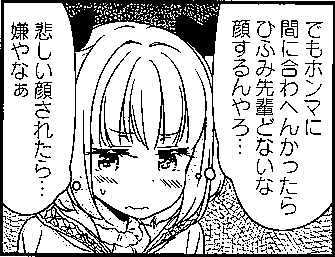 でもホンマに
間に合わへんかったら
ひふみ先輩どないな
顔するんやろ…
悲しい顔されたら…
嫌やなぁ